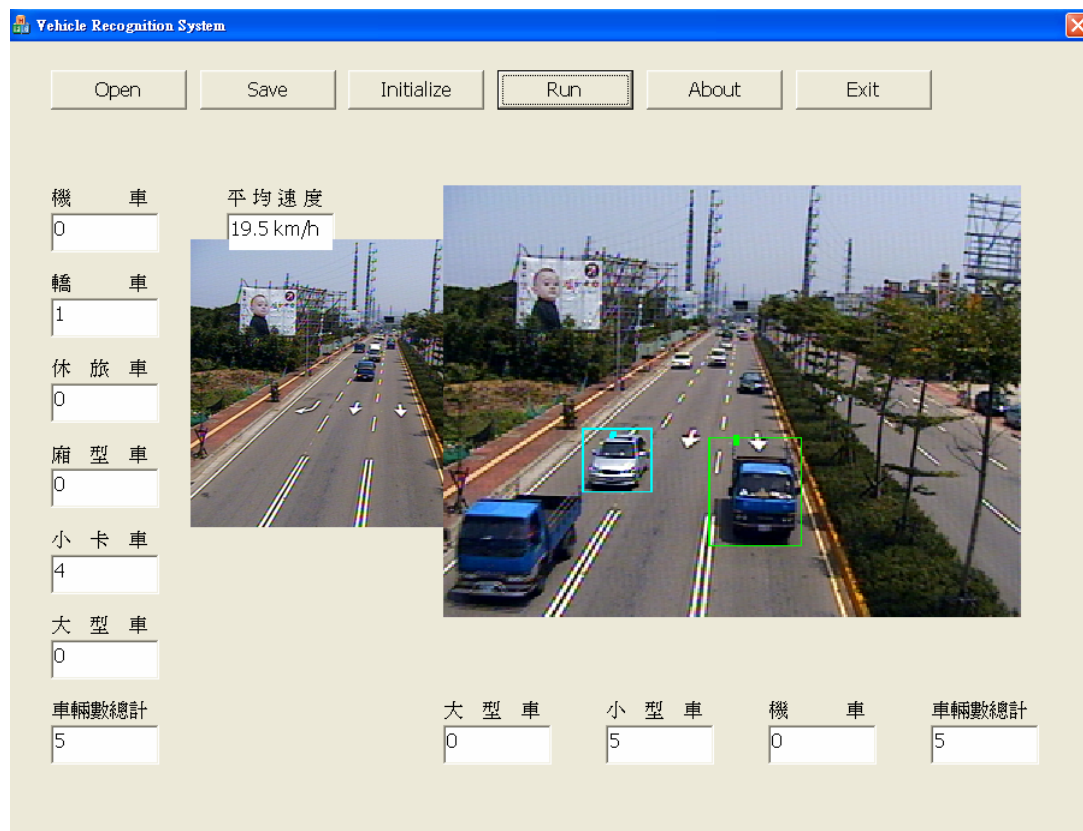 Vehicle Recognition System
Open Save Initialize Run About Exit
機 車
0
平均速度
19.5 km/h
轎 車
1
休 旅 車
0
廂 型 車
0
小 卡 車
4
大 型 車
0
車輛數總計
5
大 型 車
0
小 型 車
5
機 車
0
車輛數總計
5